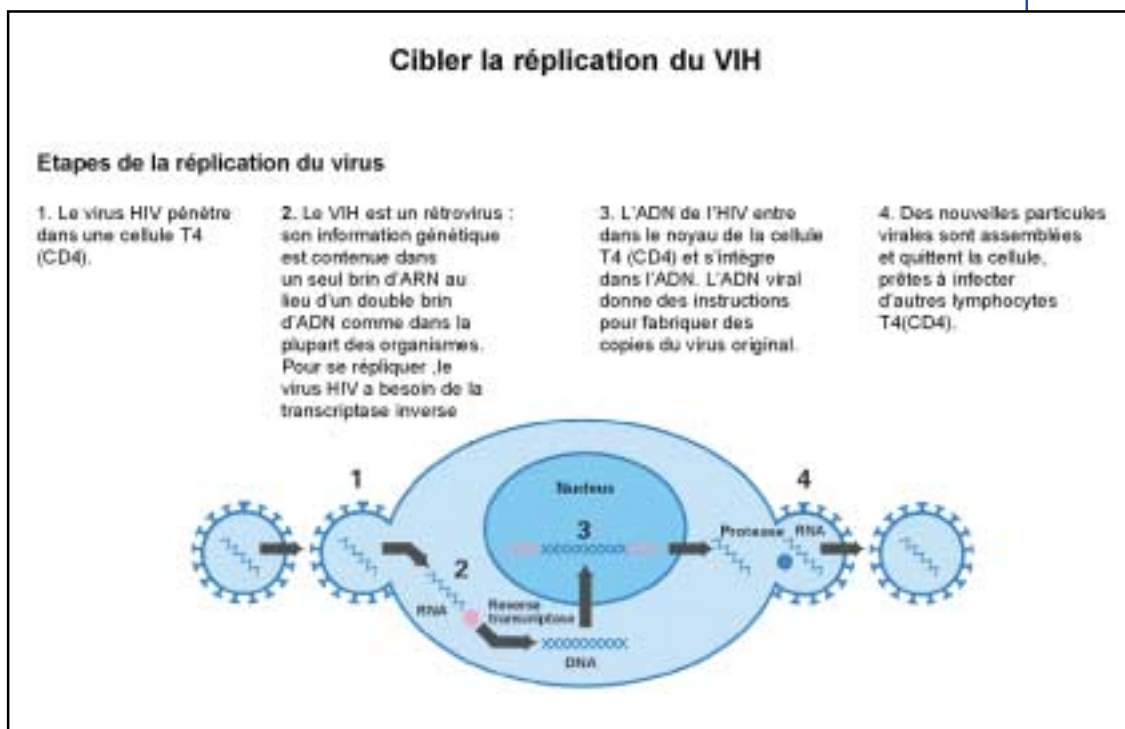 Cibler la réplication du VIH
Etapes de la réplication du virus
1. Le virus HIV pénètre
dans une cellule T4
(CD4).
2. Le VIH est un rétrovirus :
son information génétique
est contenue dans
un seul brin d'ARN au
lieu d'un double brin
d'ADN comme dans la
plupart des organismes.
Pour se répliquer ,le
virus HIV a besoin de la
transcriptase inverse
3. L'ADN de l'HIV entre
dans le noyau de la cellule
T4 (CD4) et s'intègre
dans l'ADN. L'ADN viral
donne des instructions
pour fabriquer des
copies du virus original.
4. Des nouvelles particules
virales sont assemblées
et quittent la cellule,
prêtes à infecter
d'autres lymphocytes
T4(CD4).
1
4
Nucleus
3
Protease
RNA
2
RNA
Reverse
transcriptase
DNA